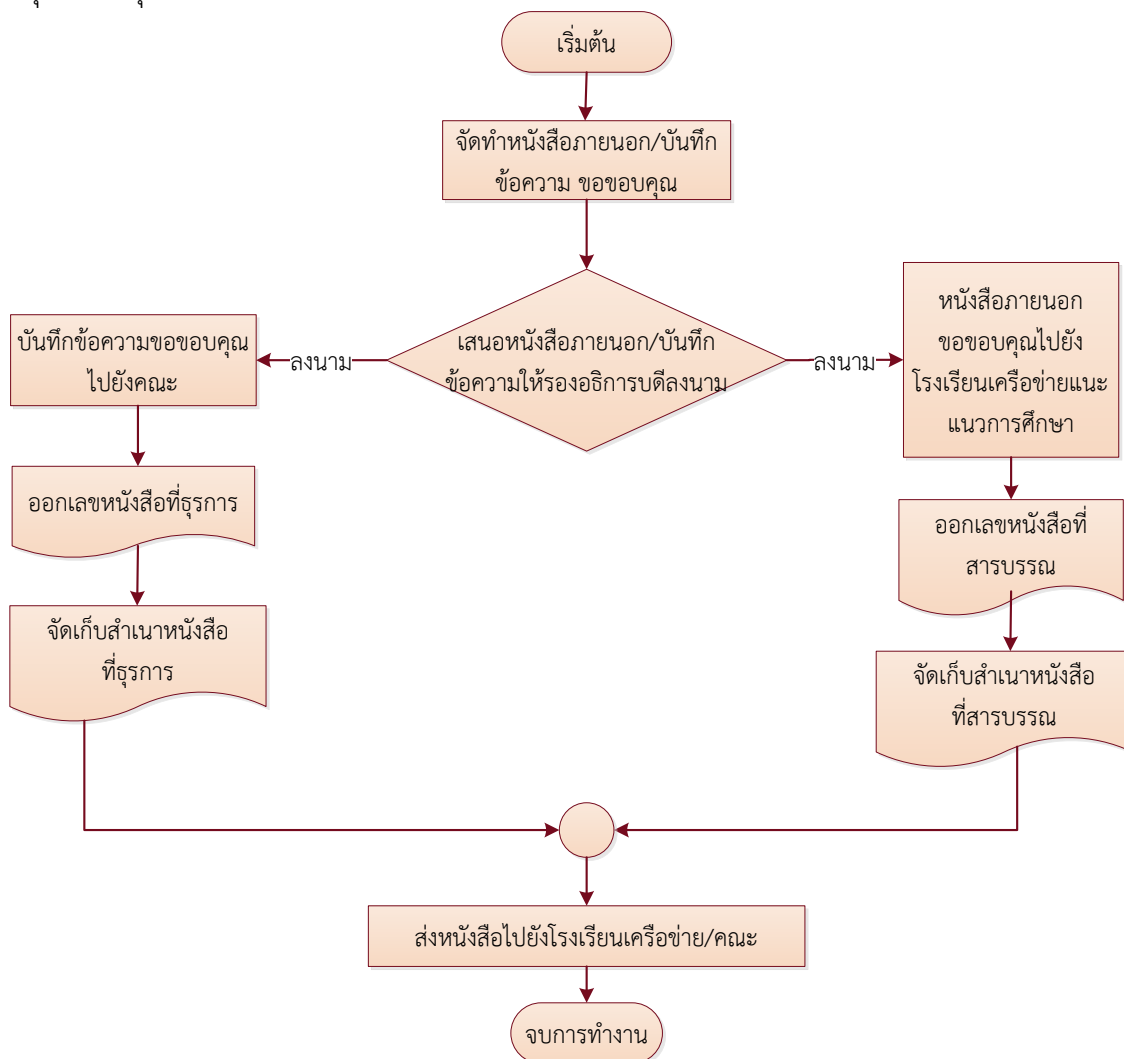 เริ่มต้น
จัดทำหนังสือภายนอก/บันทึก
ข้อความ ขอขอบคุณ
เสนอหนังสือภายนอก/บันทึก
ข้อความให้รองอธิการบดีลงนาม
ลงนาม
บันทึกข้อความขอขอบคุณ
ไปยังคณะ
ออกเลขหนังสือที่ธุรการ
จัดเก็บสำเนาหนังสือ
ที่ธุรการ
ลงนาม
หนังสือภายนอก
ขอขอบคุณไปยัง
โรงเรียนเครือข่ายแนะ
แนวการศึกษา
ออกเลขหนังสือที่
สารบรรณ
จัดเก็บสำเนาหนังสือ
ที่สารบรรณ
ส่งหนังสือไปยังโรงเรียนเครือข่าย/คณะ
จบการทำงาน